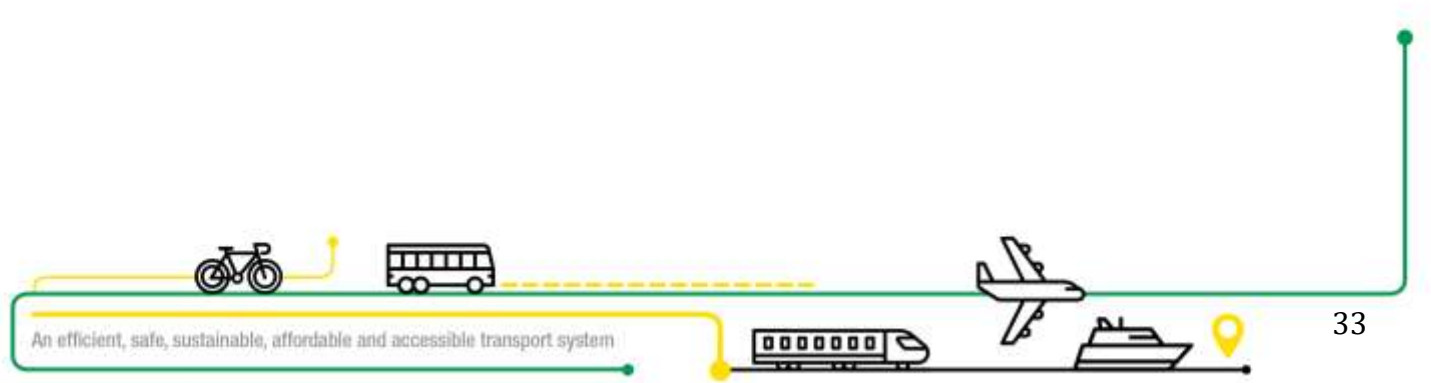 An efficient, safe, sustainable, affordable and accessible transport system
33